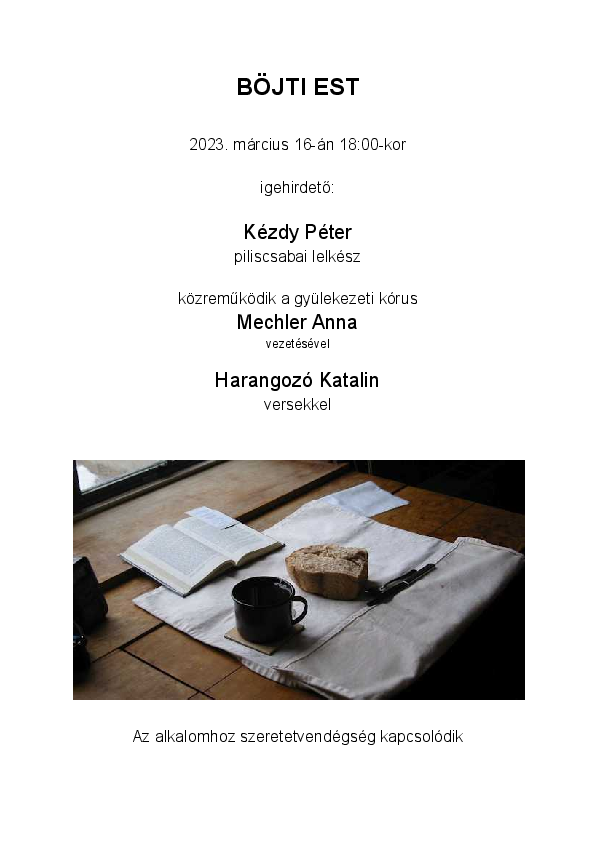 BÖJTI EST
2023. március 16-án 18:00-kor
igehirdető:
Kézdy Péter
piliscsabai lelkész
közreműködik a gyülekezeti kórus
Mechler Anna
vezetésével
Harangozó Katalin
versekkel
Az alkalomhoz szeretetvendégség kapcsolódik